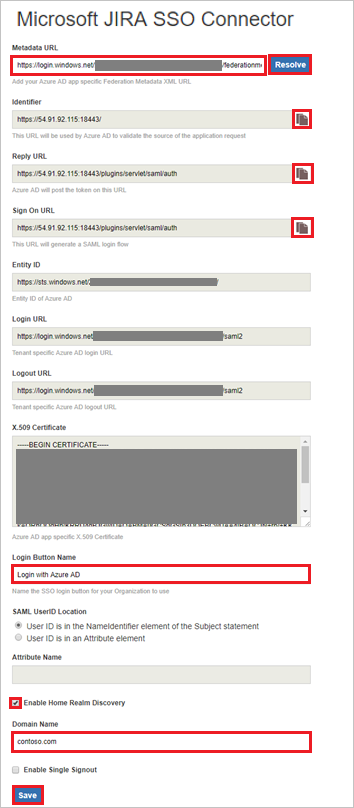 Microsoft JIRA SSO Connector
Metadata URL
https://login.windows.net/ /federationme Resolve
Add your Azure AD app specific Federation Metadata XML URL
Identifier
https://54.91.92.115:18443/
This URL will be used by Azure AD to validate the source of the application request
Reply URL
https://54.91.92.115:18443/plugins/servlet/saml/auth
Azure AD will post the token on this URL
Sign On URL
https://54.91.92.115:18443/plugins/servlet/saml/auth
This URL will generate a SAML login flow
Entity ID
https://sts.windows.net/ /
Entity ID of Azure AD
Login URL
https://login.windows.net/ /saml2
Tenant specific Azure AD login URL
Logout URL
https://login.windows.net/ /saml2
Tenant specific Azure AD logout URL
X.509 Certificate
-----BEGIN CERTIFICATE-----
Azure AD app specific X 509 Certificate
Login Button Name
Login with Azure AD
Name the SSO login button for your Organization to use
SAML UserID Location
User ID is in the NameIdentifier element of the Subject statement
User ID is in an Attribute element
Attribute Name
Enable Home Realm Discovery
Domain Name
contoso.com
Enable Single Signout
Save